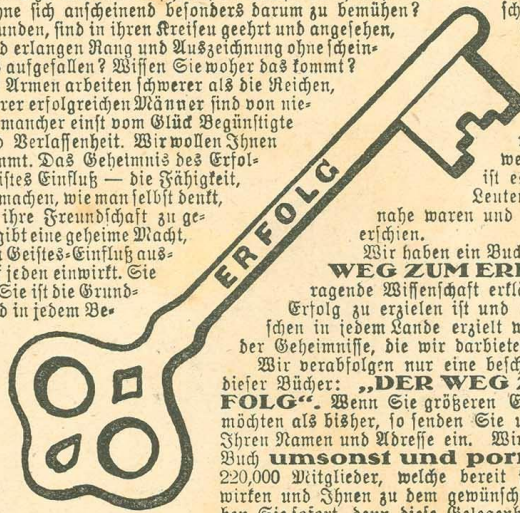 ne sich anscheinend besonders darum zu bemühen?
unden, sind in ihren Kreisen geehrt und angesehen,
d erlangen Rang und Auszeichnung ohne schein-
aufgefallen? Wissen Sie woher das kommt?
Armen arbeiten schwerer als die Reichen,
rer erfolgreichen Männer sind von nie-
mancher einst vom Glück Begünstigte
Verlassenheit. Wir wollen Ihnen
mmt. Das Geheimnis des Erfol-
istes Einfluß — die Fähigkeit,
machen, wie man selbst denkt,
ihre Freundschaft zu ge-
gibt eine geheime Macht,
Geistes-Einfluß aus-
jeden einwirkt. Sie
Sie ist die Grund-
d in jedem Be-
ERFOLG
sch
we
ist e
Leuter
nahe waren und
erschien.
Wir haben ein Buch
WEG ZUM ER
ragende Wissenschaft erklä
Erfolg zu erzielen ist und
schen in jedem Lande erzielt w
der Geheimnisse, die wir darbiete
Wir verabfolgen nur eine besch
dieser Bücher: „DER WEG Z
FOLG“. Wenn Sie größeren E
möchten als bisher, so senden Sie u
Ihren Namen und Adresse ein. Wi
Buch umsonst und por
220,000 Mitglieder, welche bereit
wirken und Ihnen zu dem gewünsch